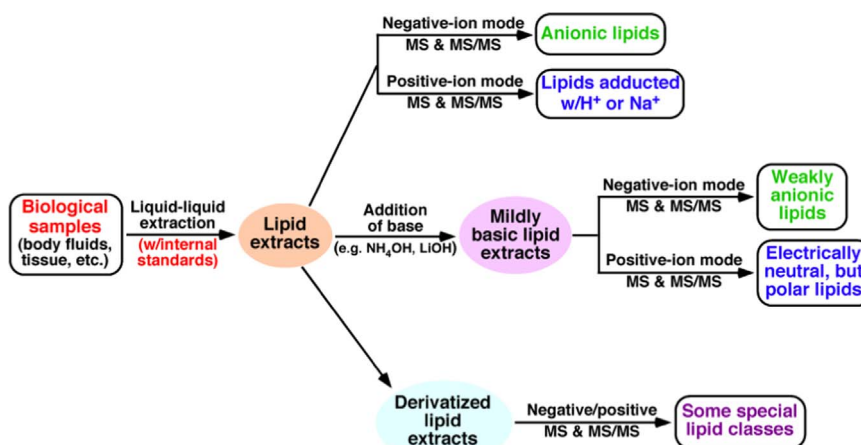 Negative-ion mode
MS & MS/MS
Anionic lipids
Positive-ion mode
MS & MS/MS
Lipids adducted
w/H⁺ or Na⁺
Biological
samples
(body fluids,
tissue, etc.)
Liquid-liquid
extraction
(w/internal
standards)
Lipid
extracts
Addition
of base
(e.g. NH₄OH, LiOH)
Mildly
basic lipid
extracts
Negative-ion mode
MS & MS/MS
Weakly
anionic
lipids
Positive-ion mode
MS & MS/MS
Electrically
neutral, but
polar lipids
Derivatized
lipid
extracts
Negative/positive
MS & MS/MS
Some special
lipid classes